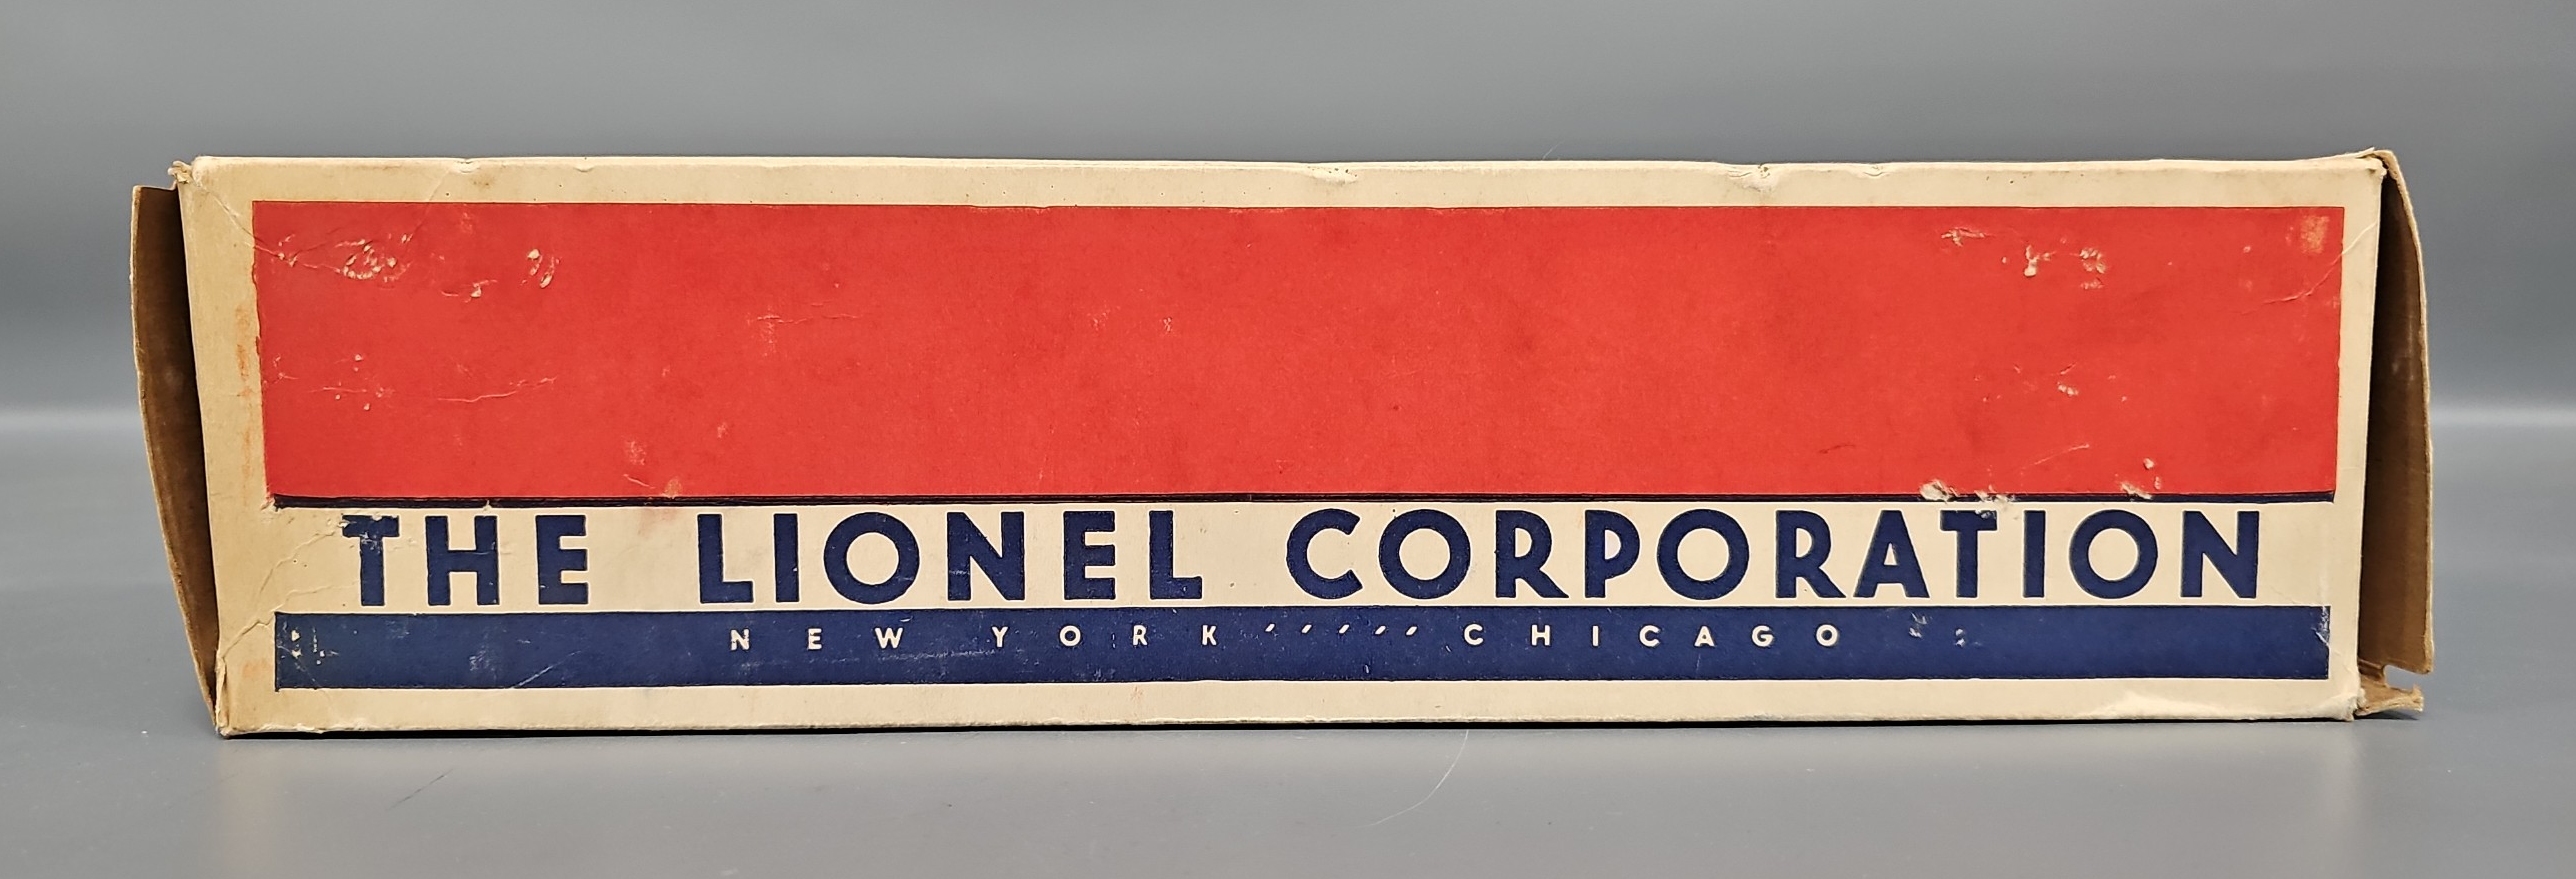 THE LIONEL CORPORATION
NEW YORK ′ ′ ′ ′ ′ CHICAGO